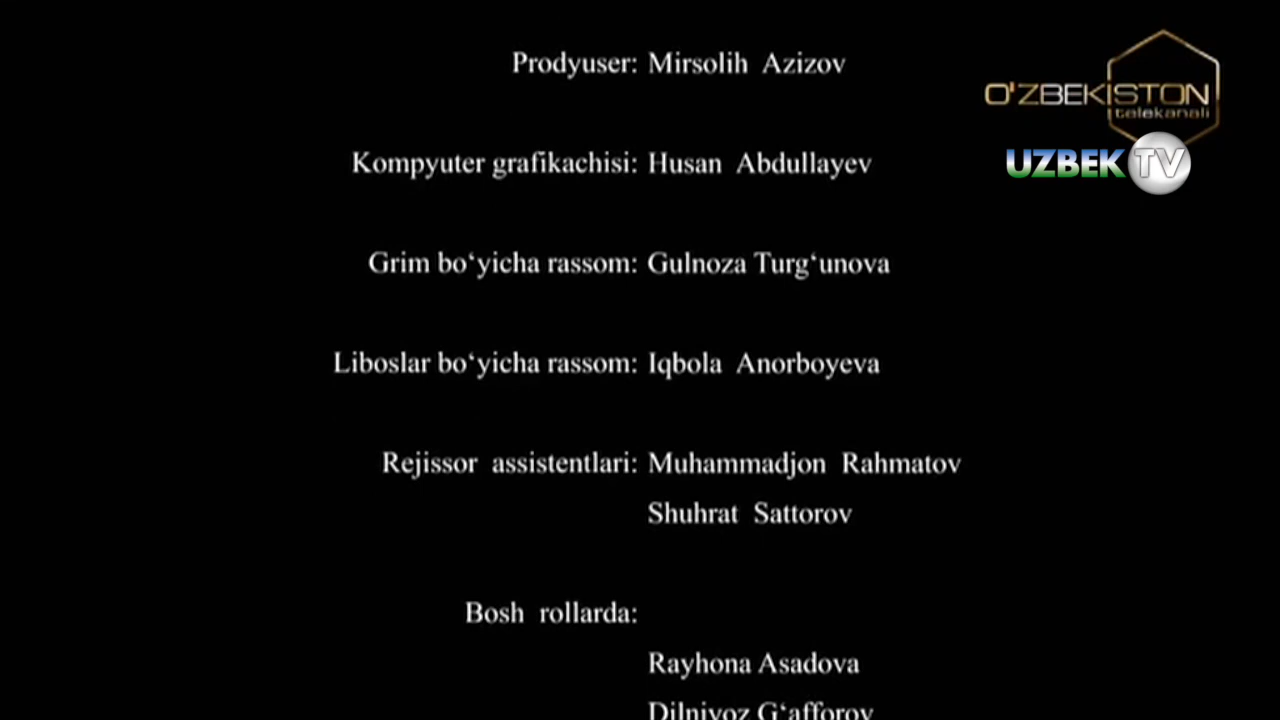 Prodyuser: Mirsolih Azizov
O'ZBEKISTON
telekanali
UZBEK TV
Kompyuter grafikachisi: Husan Abdullayev
Grim bo‘yicha rassom: Gulnoza Turg‘unova
Liboslar bo‘yicha rassom: Iqbola Anorboyeva
Rejissor assistentlari: Muhammadjon Rahmatov
Shuhrat Sattorov
Bosh rollarda:
Rayhona Asadova
Dilnivoz G‘afforov